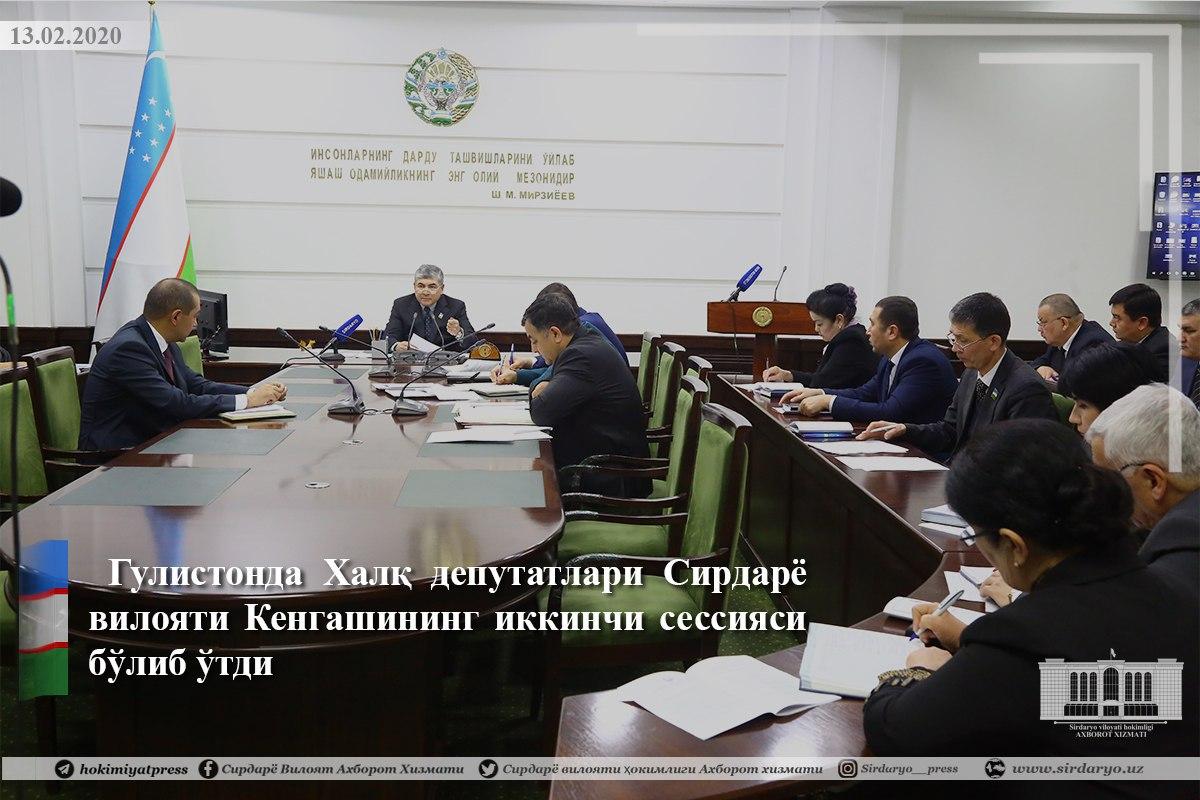 13.02.2020
ИНСОНЛАРНИНГ ДАРДУ ТАШВИШЛАРИНИ ЎЙЛАБ
ЯШАШ ОДАМИЙЛИКНИНГ ЭНГ ОЛИЙ МЕЗОНИДИР
Ш М. МИРЗИЁЕВ
Гулистонда Халқ депутатлари Сирдарё
вилояти Кенгашининг иккинчи сессияси
бўлиб ўтди
Sirdaryo viloyati hokimligi
AXBOROT XIZMATI
hokimiyatpress Сирдарё Вилоят Ахборот Хизмати Сирдарё вилояти ҳокимлиги Ахборот хизмати Sirdaryo__press www.sirdaryo.uz